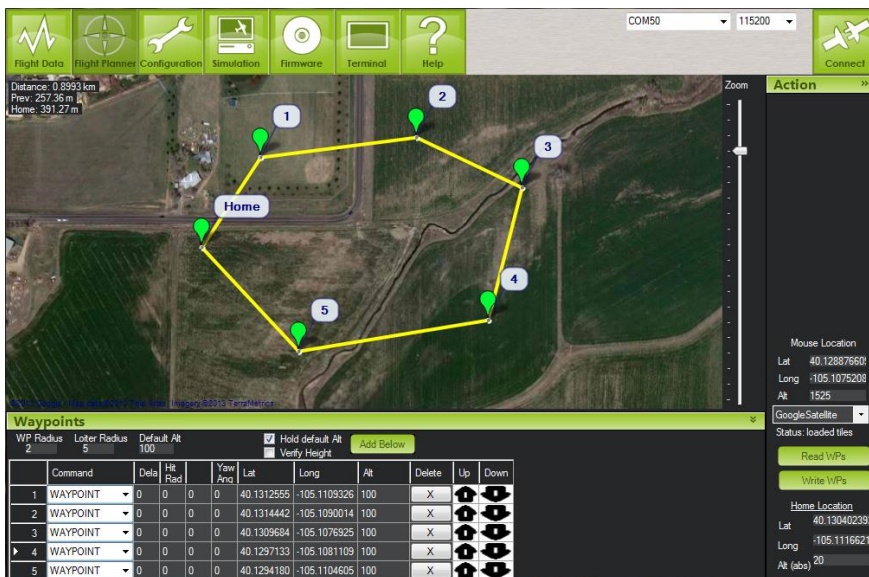 COM50 115200
Flight Data Flight Planner Configuration Simulation Firmware Terminal Help Connect
Distance: 0.8993 km
Prev: 257.36 m
Home: 391.27 m
Zoom
Action
1
2
3
Home
4
5
Mouse Location
Lat 40.12887660
Long -105.1075208
Alt 1525
GoogleSatellite
Status: loaded tiles
Read WPs
Write WPs
Home Location
Lat 40.13040239
Long -105.1116621
Alt (abs) 20
Waypoints
WP Radius Loiter Radius Default Alt
2 5 100
Hold default Alt
Verify Height
Add Below
Command Dela Hit Rad Yaw Ang Lat Long Alt Delete Up Down
1 WAYPOINT 0 0 0 0 40.1312555 -105.1109326 100 X
2 WAYPOINT 0 0 0 0 40.1314442 -105.1090014 100 X
3 WAYPOINT 0 0 0 0 40.1309684 -105.1076925 100 X
4 WAYPOINT 0 0 0 0 40.1297133 -105.1081109 100 X
5 WAYPOINT 0 0 0 0 40.1294180 -105.1104605 100 X